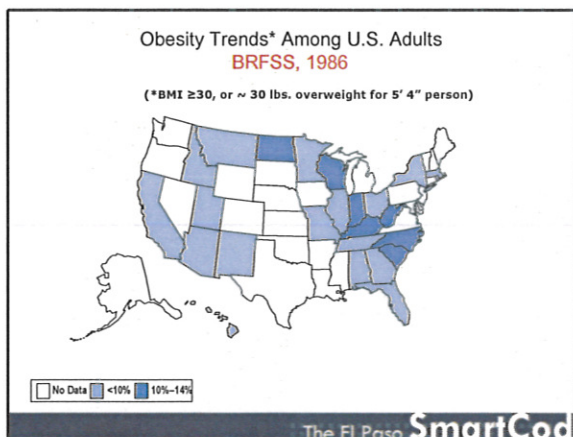 Obesity Trends* Among U.S. Adults
BRFSS, 1986
(*BMI ≥30, or ~ 30 lbs. overweight for 5’ 4” person)
No Data <10% 10%–14%
The El Paso SmartCod